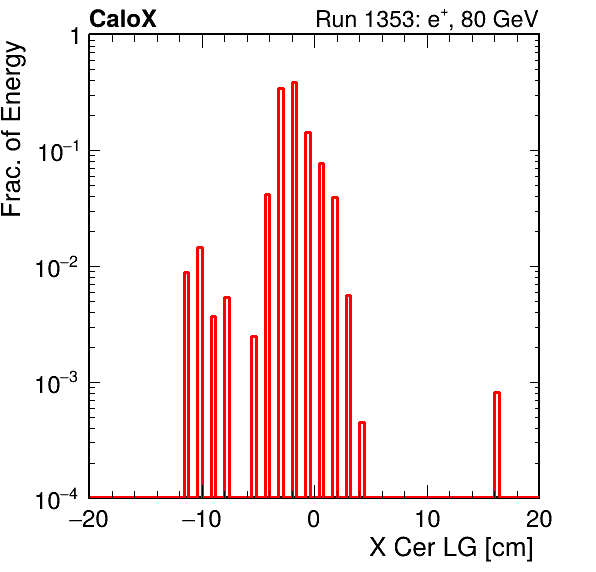 CaloX Run 1353: e⁺, 80 GeV
Frac. of Energy
1
10⁻¹
10⁻²
10⁻³
10⁻⁴
−20 −10 0 10 20
X Cer LG [cm]